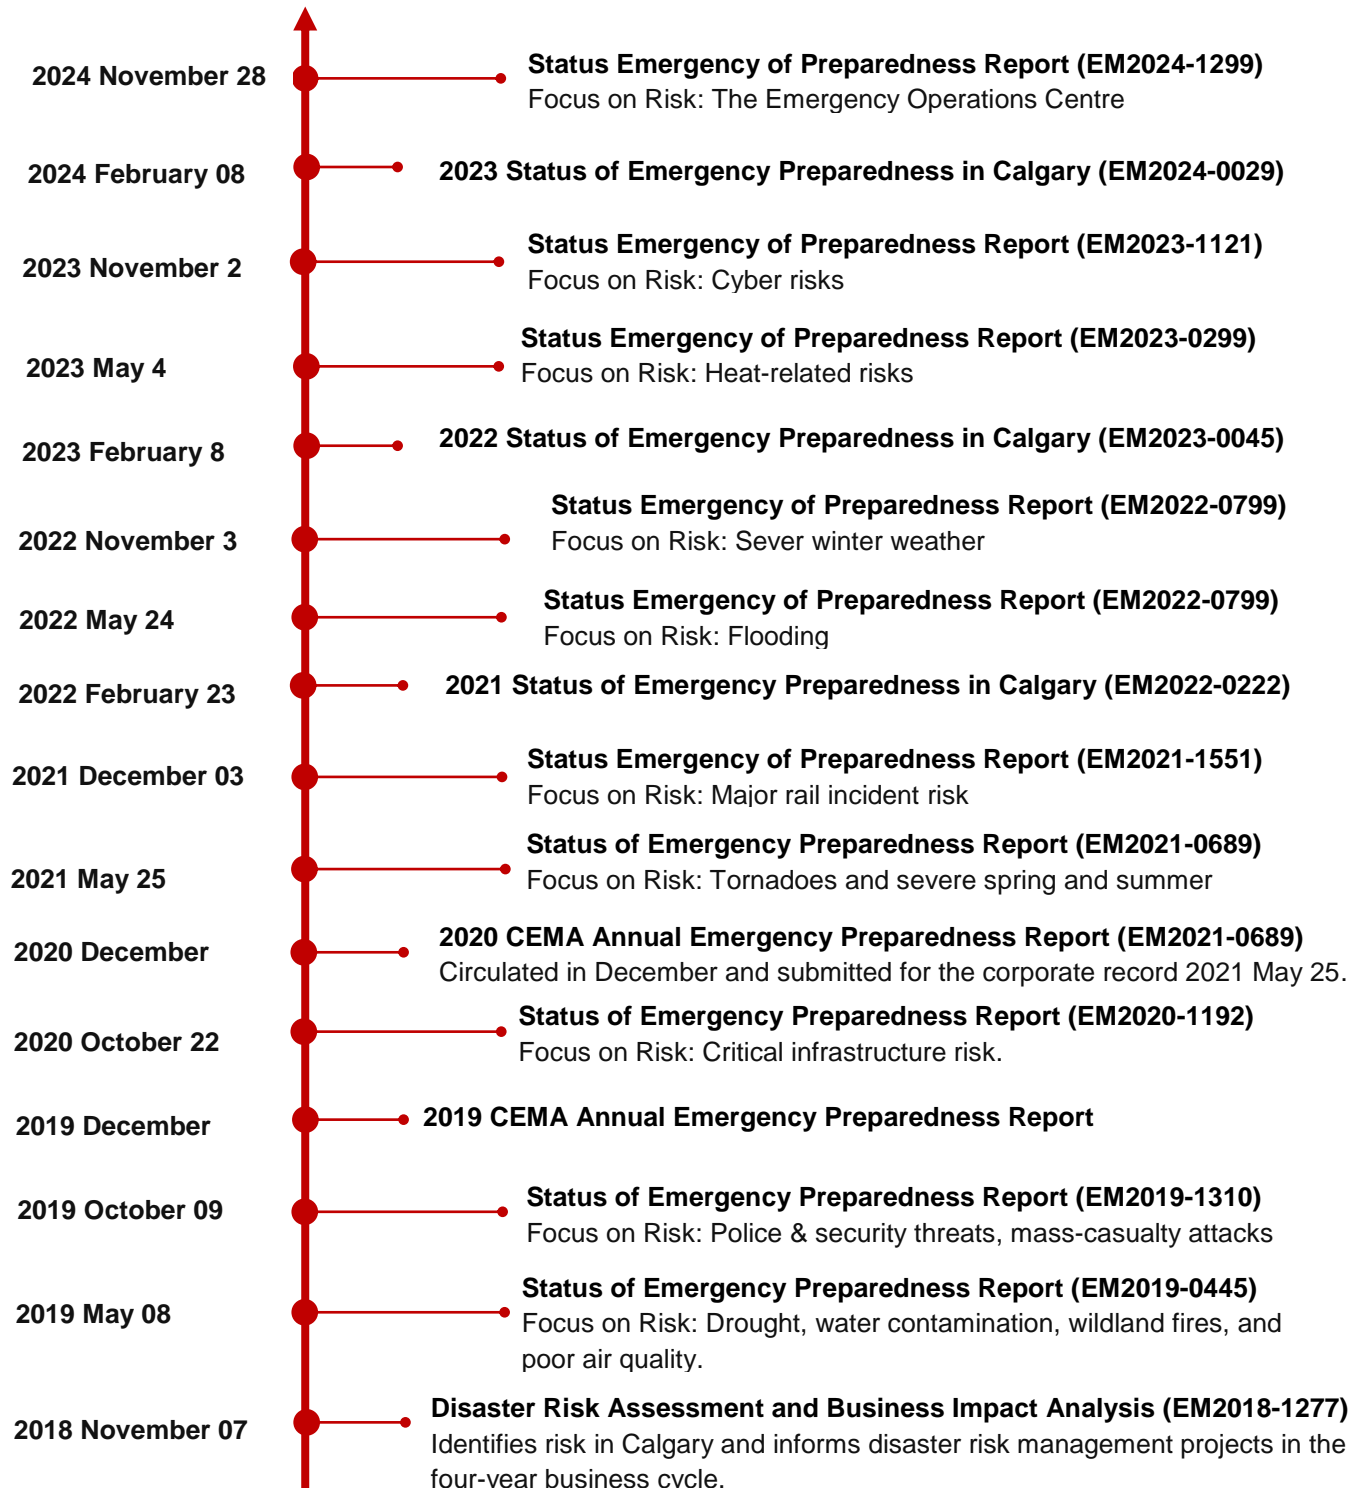 2024 November 28
Status Emergency of Preparedness Report (EM2024-1299)
Focus on Risk: The Emergency Operations Centre
2024 February 08
2023 Status of Emergency Preparedness in Calgary (EM2024-0029)
2023 November 2
Status Emergency of Preparedness Report (EM2023-1121)
Focus on Risk: Cyber risks
2023 May 4
Status Emergency of Preparedness Report (EM2023-0299)
Focus on Risk: Heat-related risks
2023 February 8
2022 Status of Emergency Preparedness in Calgary (EM2023-0045)
2022 November 3
Status Emergency of Preparedness Report (EM2022-0799)
Focus on Risk: Sever winter weather
2022 May 24
Status Emergency of Preparedness Report (EM2022-0799)
Focus on Risk: Flooding
2022 February 23
2021 Status of Emergency Preparedness in Calgary (EM2022-0222)
2021 December 03
Status Emergency of Preparedness Report (EM2021-1551)
Focus on Risk: Major rail incident risk
2021 May 25
Status of Emergency Preparedness Report (EM2021-0689)
Focus on Risk: Tornadoes and severe spring and summer
2020 December
2020 CEMA Annual Emergency Preparedness Report (EM2021-0689)
Circulated in December and submitted for the corporate record 2021 May 25.
2020 October 22
Status of Emergency Preparedness Report (EM2020-1192)
Focus on Risk: Critical infrastructure risk.
2019 December
2019 CEMA Annual Emergency Preparedness Report
2019 October 09
Status of Emergency Preparedness Report (EM2019-1310)
Focus on Risk: Police & security threats, mass-casualty attacks
2019 May 08
Status of Emergency Preparedness Report (EM2019-0445)
Focus on Risk: Drought, water contamination, wildland fires, and
poor air quality.
2018 November 07
Disaster Risk Assessment and Business Impact Analysis (EM2018-1277)
Identifies risk in Calgary and informs disaster risk management projects in the
four-year business cycle.